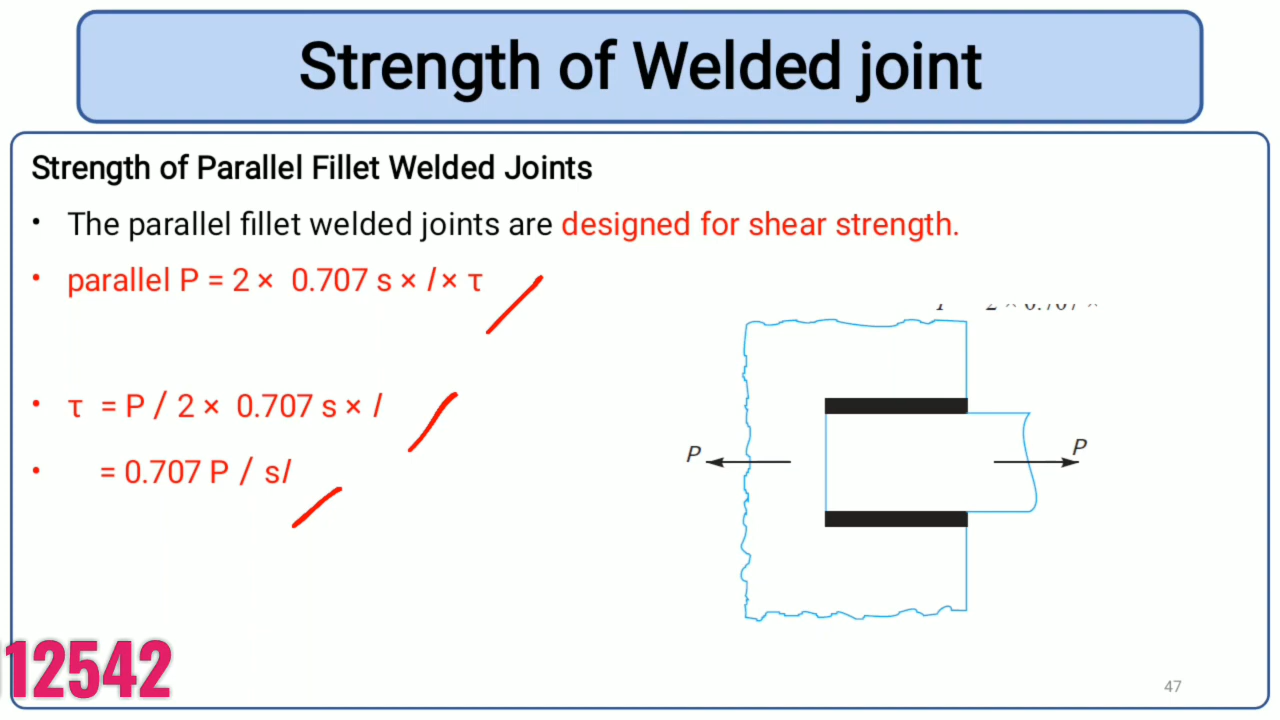 Strength of Welded joint
Strength of Parallel Fillet Welded Joints
• The parallel fillet welded joints are designed for shear strength.
• parallel P = 2 × 0.707 s × l × τ
• τ = P / 2 × 0.707 s × l
• = 0.707 P / sl
P
P
12542
47